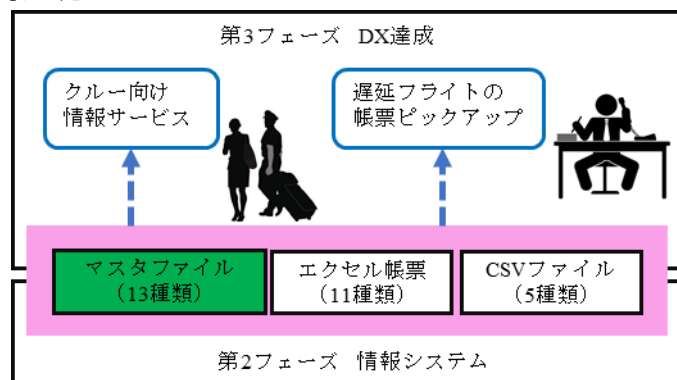 第3フェーズ DX達成
クルー向け
情報サービス
遅延フライトの
帳票ピックアップ
マスタファイル
(13種類)
エクセル帳票
(11種類)
CSVファイル
(5種類)
第2フェーズ 情報システム